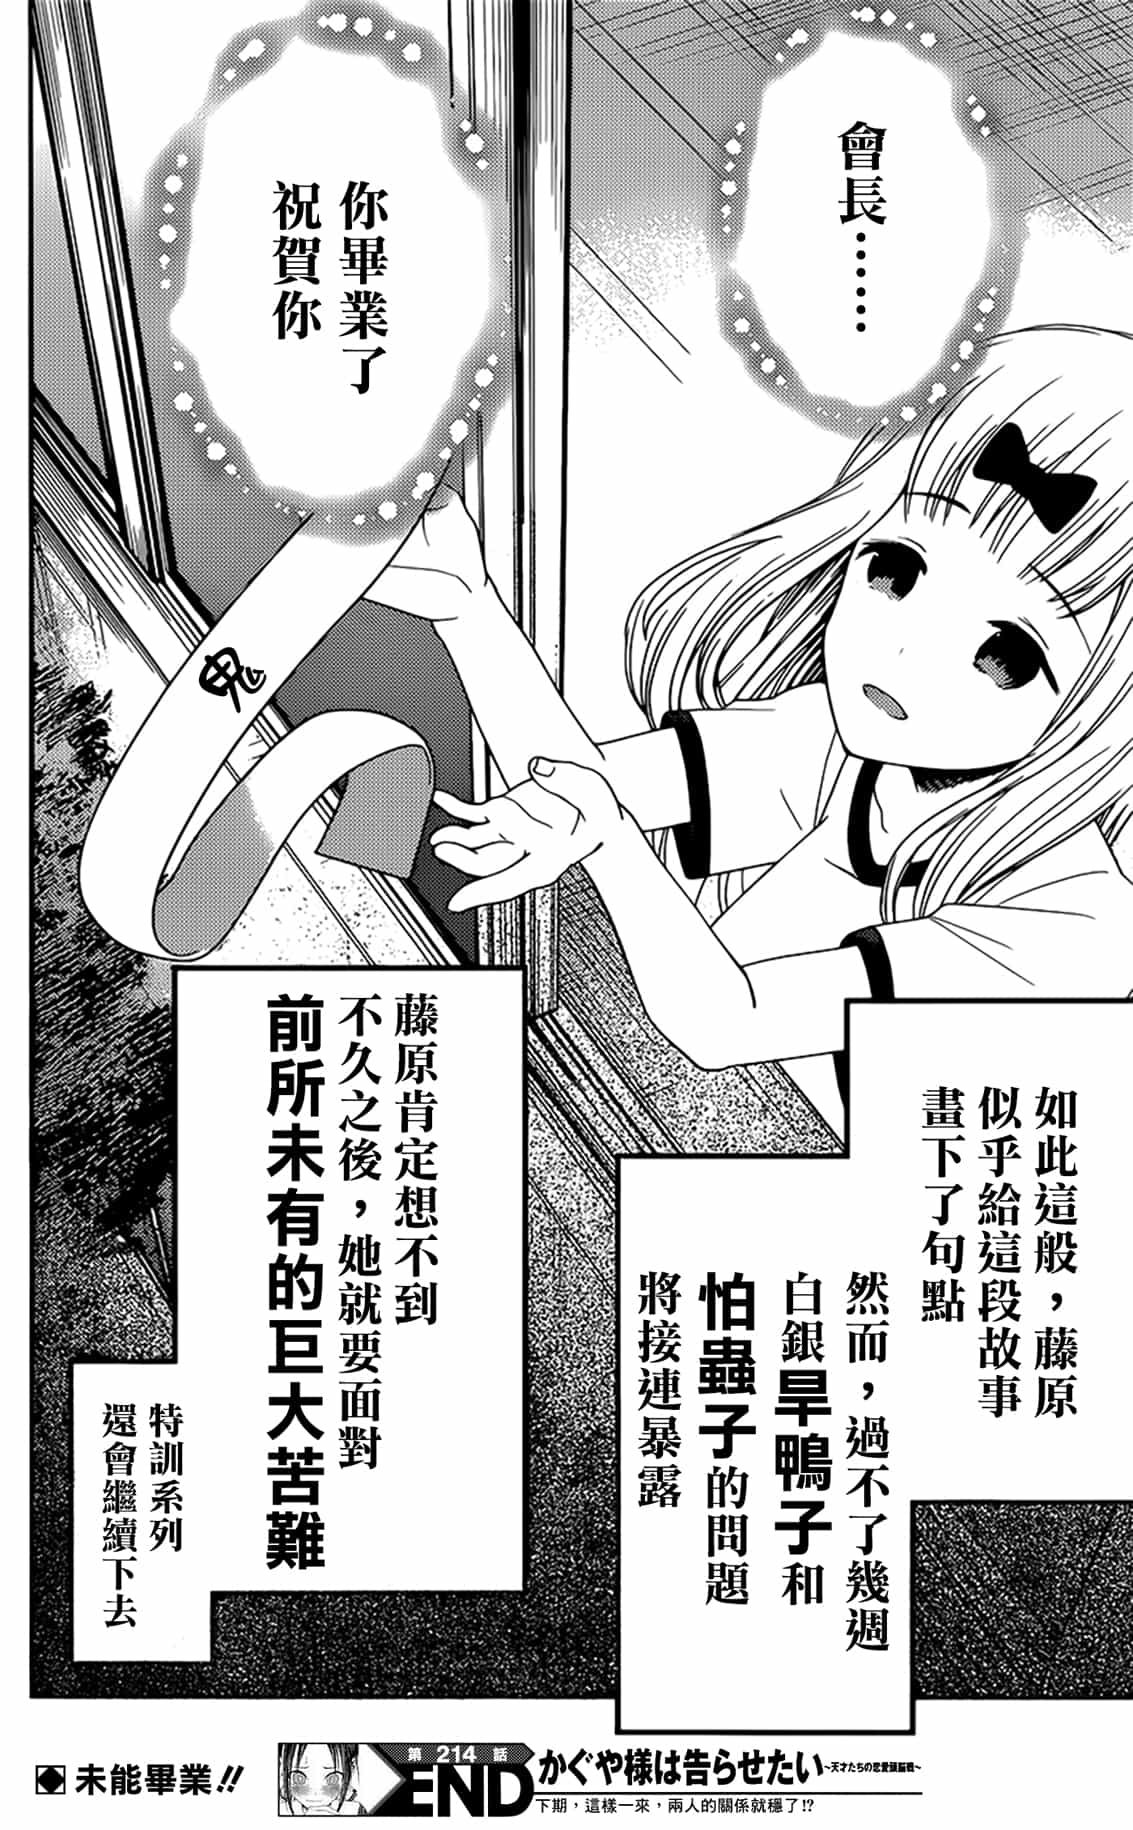 會長……
你畢業了
祝賀你
鬼
如此這般，藤原
似乎給這段故事
畫下了句點
然而，過不了幾週
白銀旱鴨子和
怕蟲子的問題
將接連暴露
藤原肯定想不到
不久之後，她就要面對
前所未有的巨大苦難
特訓系列
還會繼續下去
未能畢業!!
第 214 話
END
かぐや様は告らせたい～天才たちの恋愛頭脳戦～
下期，這樣一來，兩人的關係就穩了!?